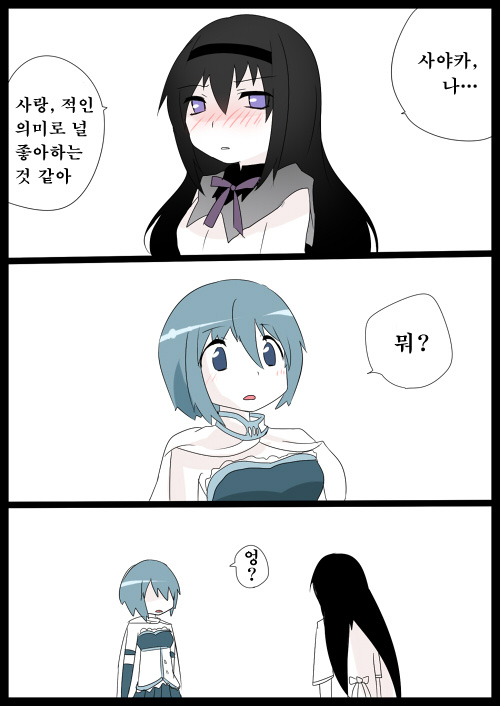 사야카,
나…
사랑, 적인
의미로 널
좋아하는
것 같아
뭐?
엉
?